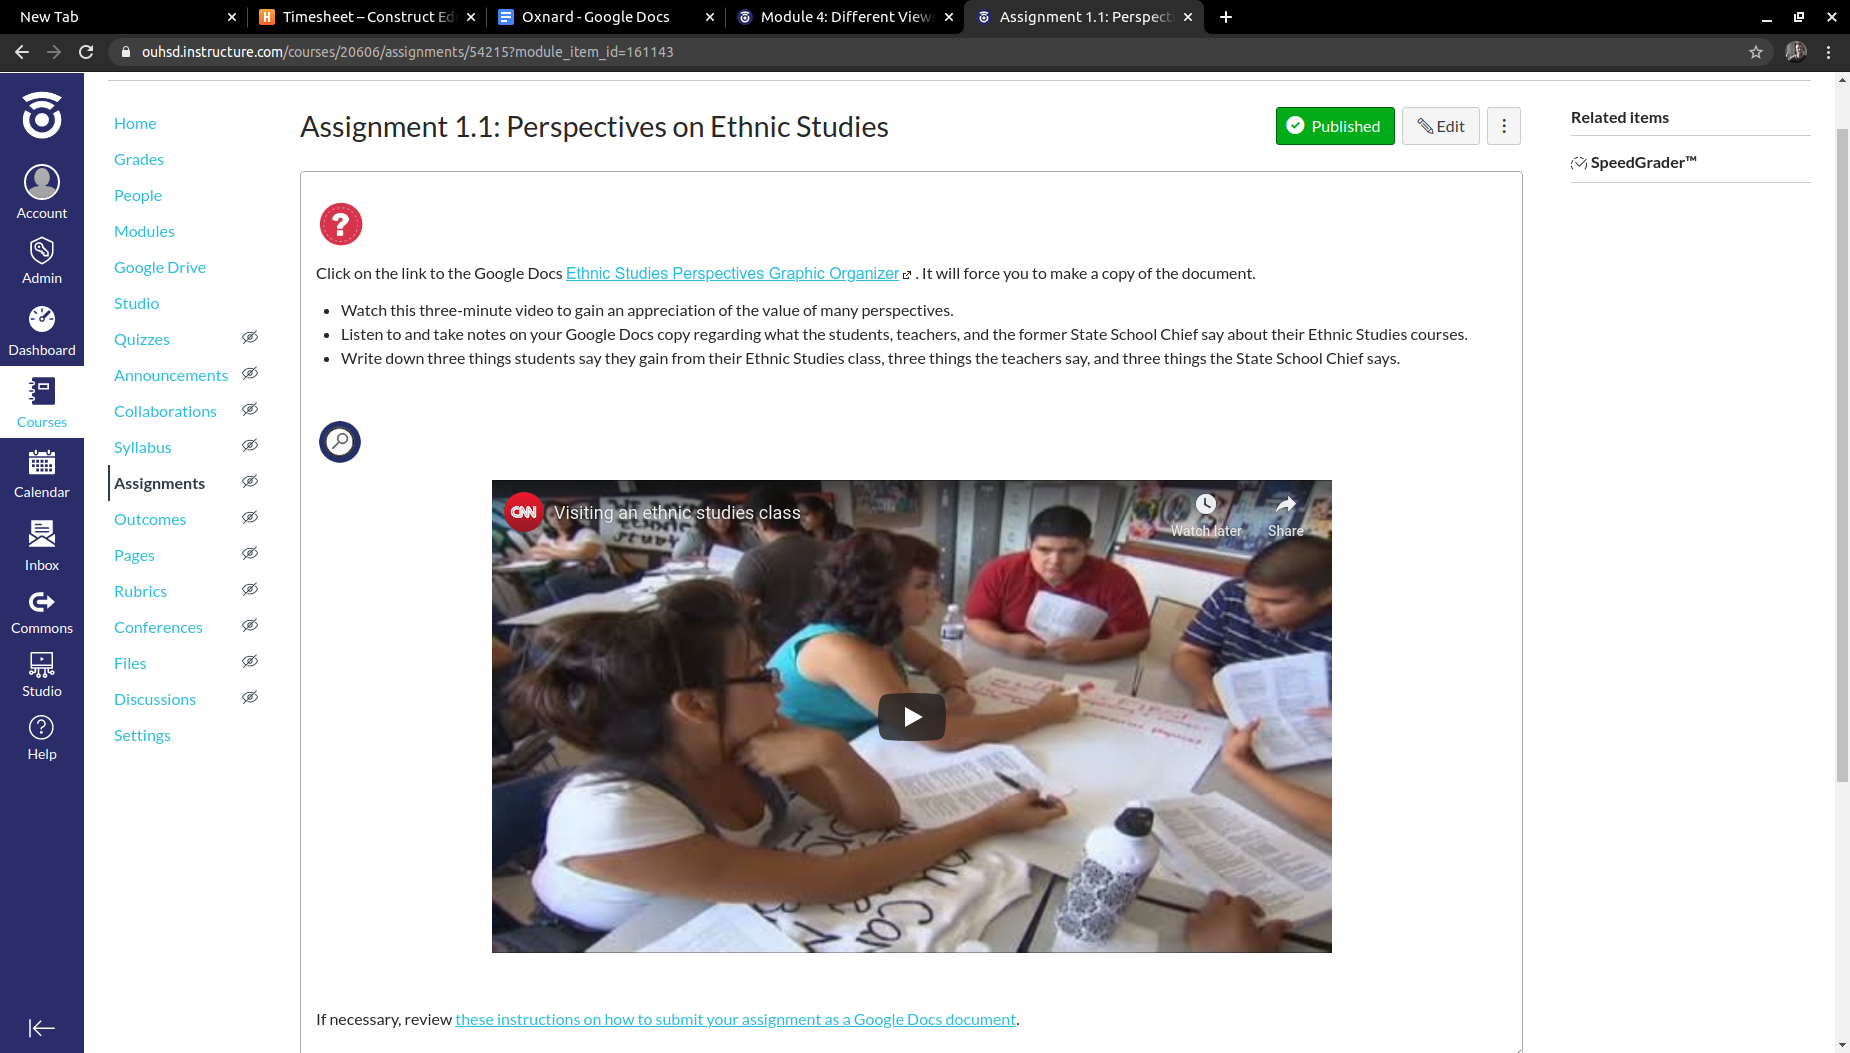 New Tab
Timesheet – Construct Ed
Oxnard - Google Docs
Module 4: Different View
Assignment 1.1: Perspect
ouhsd.instructure.com/courses/20606/assignments/54215?module_item_id=161143
Account
Admin
Dashboard
Courses
Calendar
Inbox
Commons
Studio
Help
Home
Grades
People
Modules
Google Drive
Studio
Quizzes
Announcements
Collaborations
Syllabus
Assignments
Outcomes
Pages
Rubrics
Conferences
Files
Discussions
Settings
Assignment 1.1: Perspectives on Ethnic Studies
Published
Edit
Related items
SpeedGrader™
?
Click on the link to the Google Docs Ethnic Studies Perspectives Graphic Organizer . It will force you to make a copy of the document.
• Watch this three-minute video to gain an appreciation of the value of many perspectives.
• Listen to and take notes on your Google Docs copy regarding what the students, teachers, and the former State School Chief say about their Ethnic Studies courses.
• Write down three things students say they gain from their Ethnic Studies class, three things the teachers say, and three things the State School Chief says.
CNN
Visiting an ethnic studies class
Watch later
Share
If necessary, review these instructions on how to submit your assignment as a Google Docs document.